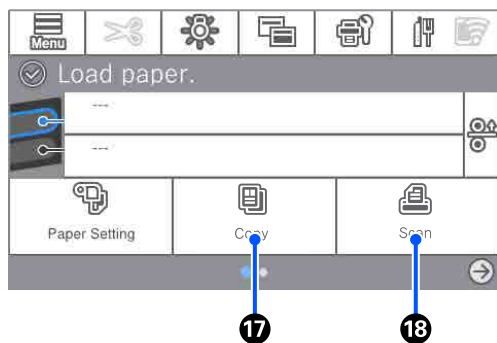 Menu
Load paper.
---
---
Paper Setting
Copy
Scan
17
18